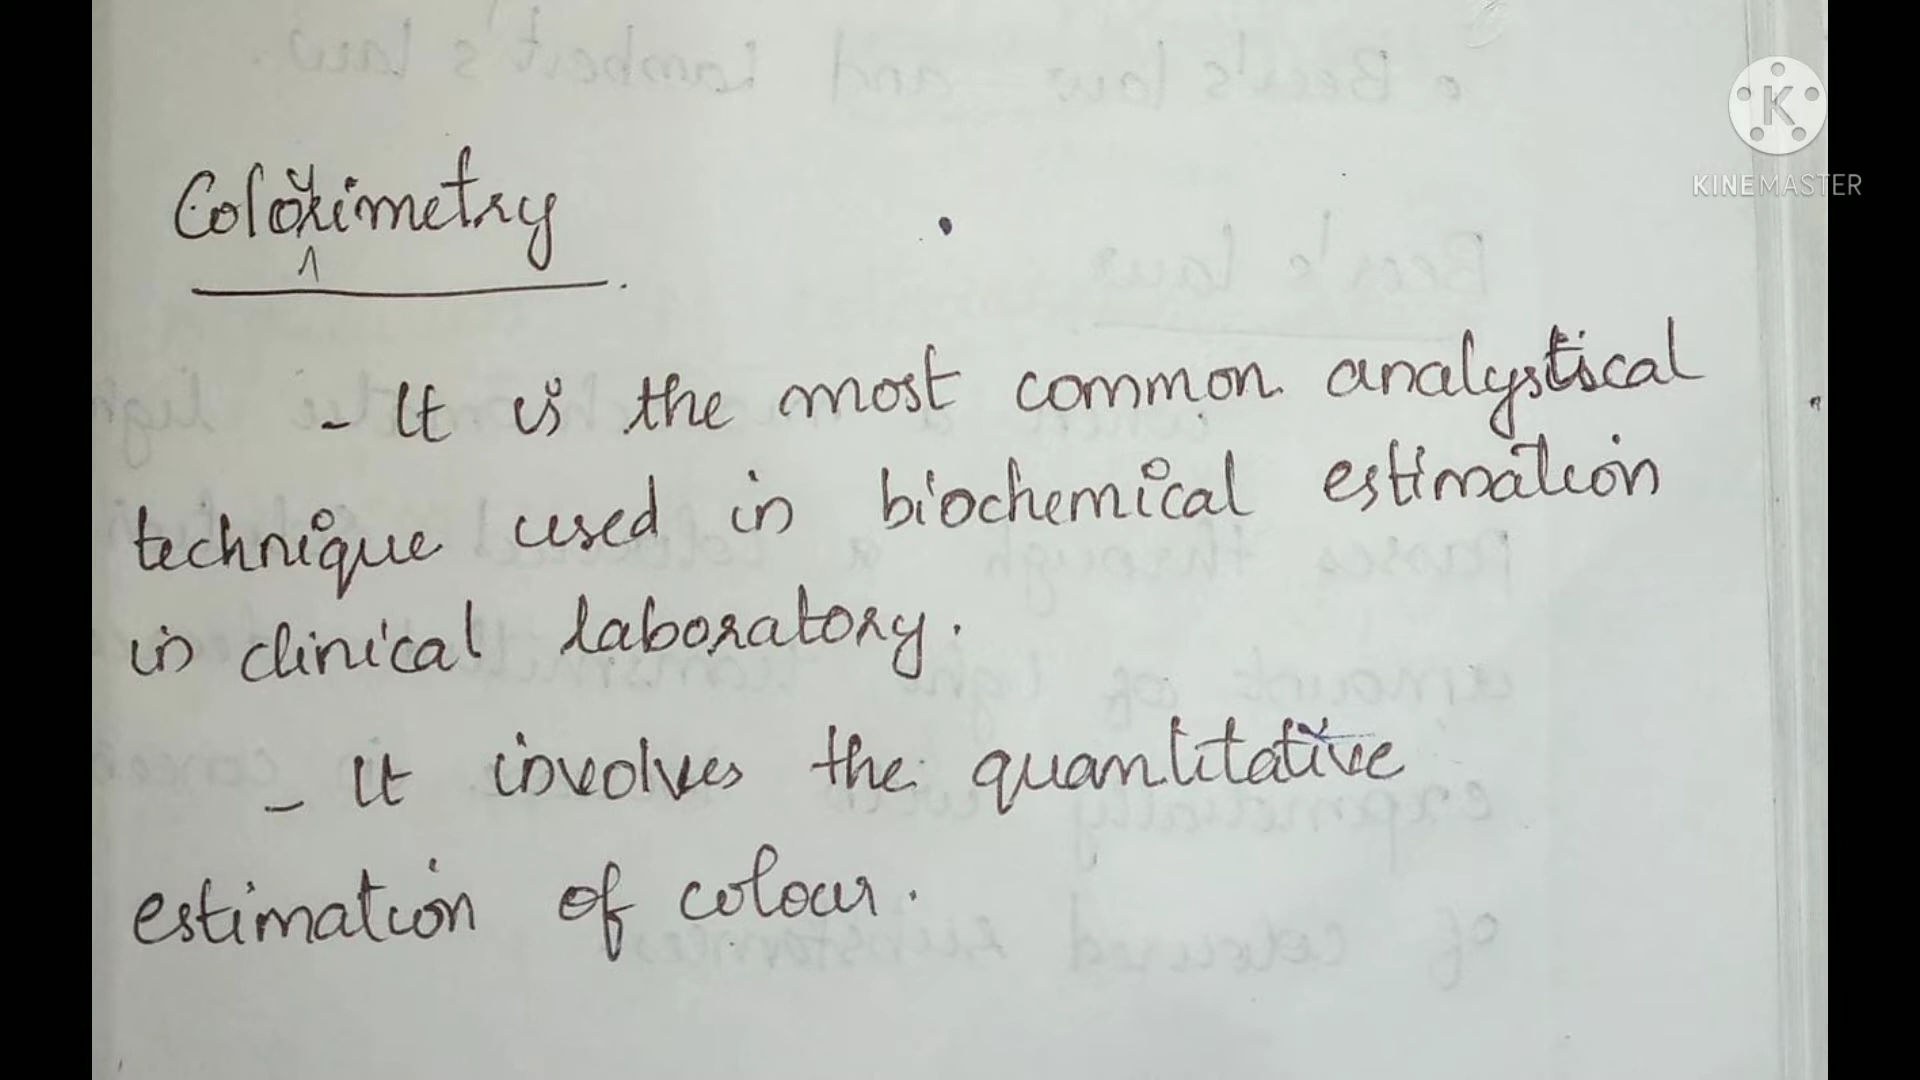 KINEMASTER
Colorimetry
- It is the most common analystical
technique used in biochemical estimation
in clinical laboratory.
- It involves the quantitative
estimation of colour.